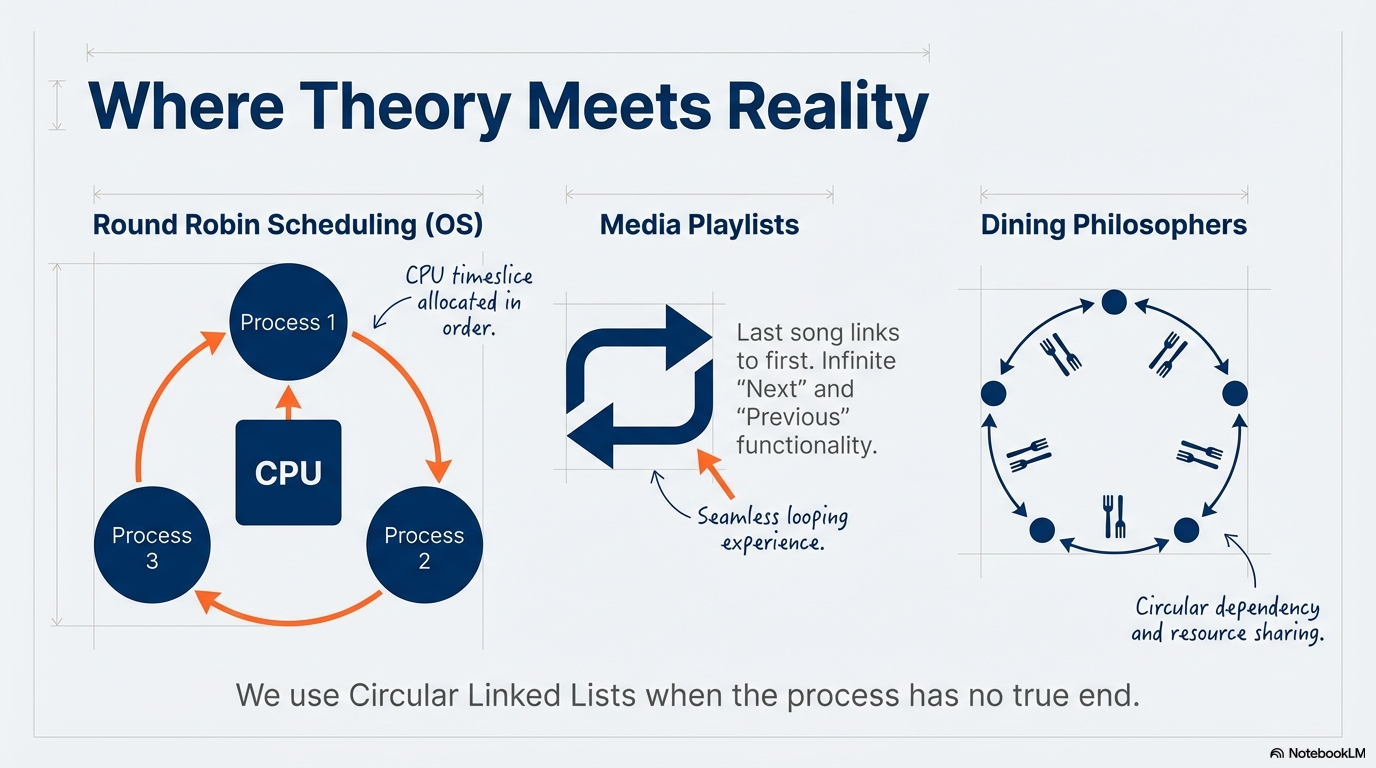 Where Theory Meets Reality
Round Robin Scheduling (OS)
Process 1
CPU timeslice
allocated in
order.
CPU
Process
3
Process
2
Media Playlists
Last song links
to first. Infinite
“Next” and
“Previous”
functionality.
Seamless looping
experience.
Dining Philosophers
Circular dependency
and resource sharing.
We use Circular Linked Lists when the process has no true end.
NotebookLM